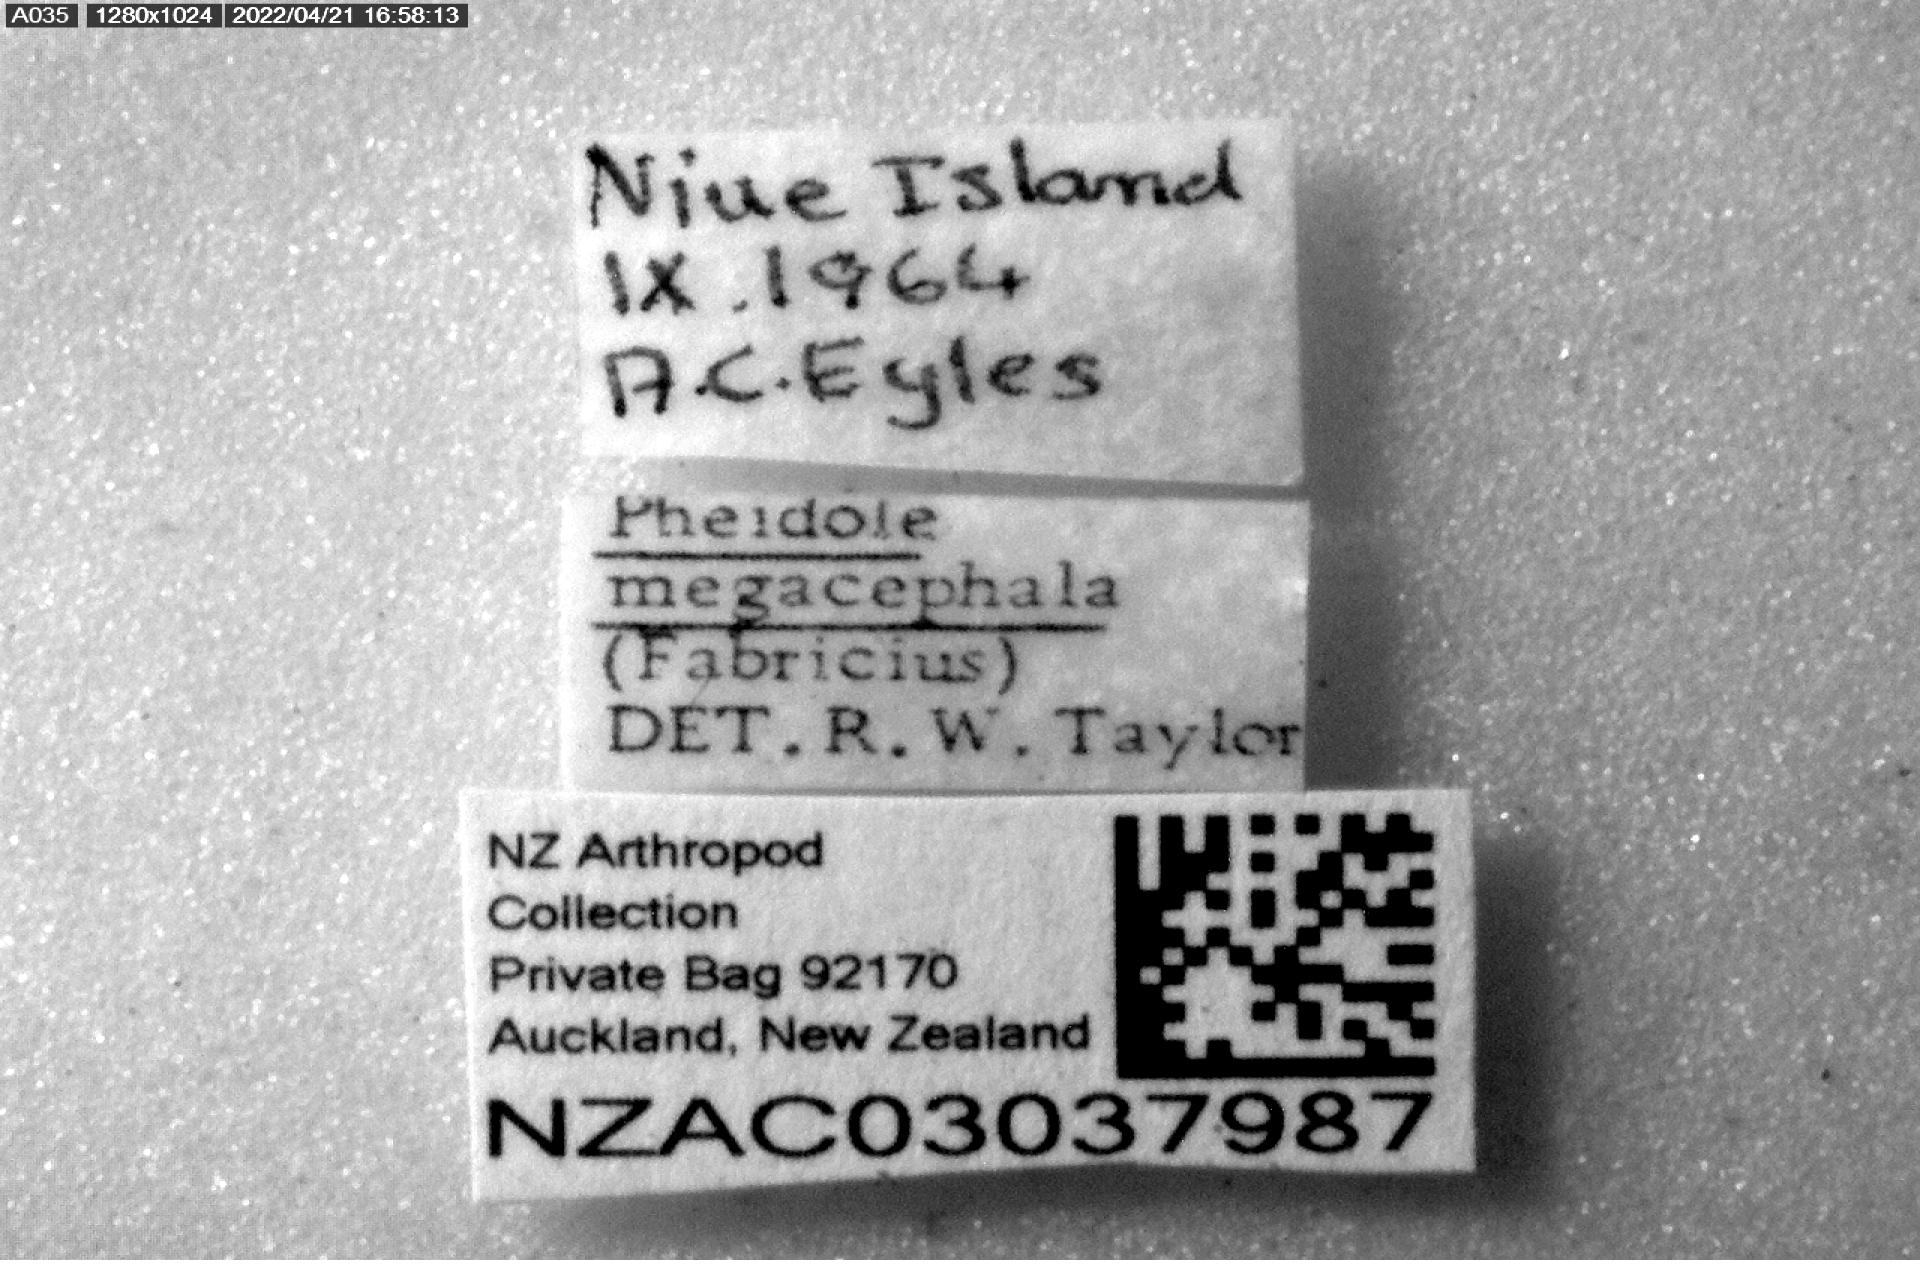 A035 1280x1024 2022/04/21 16:58:13
Niue Island
IX.1964
A.C.Eyles
Pheidole
megacephala
(Fabricius)
DET.R.W.Taylor
NZ Arthropod
Collection
Private Bag 92170
Auckland, New Zealand
NZAC03037987